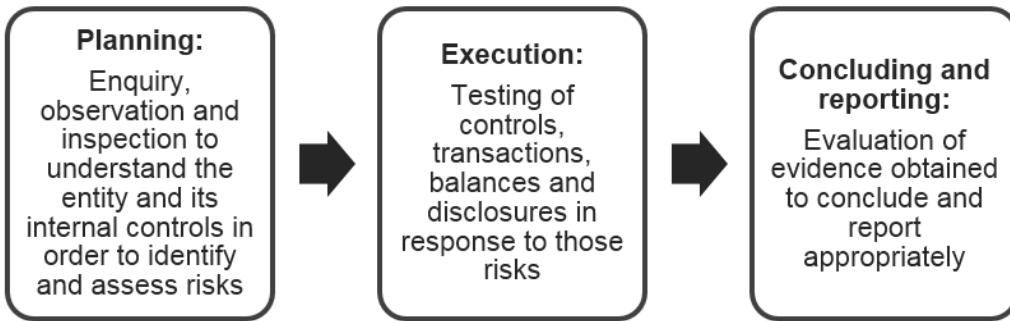 Planning:
Enquiry,
observation and
inspection to
understand the
entity and its
internal controls in
order to identify
and assess risks
Execution:
Testing of
controls,
transactions,
balances and
disclosures in
response to those
risks
Concluding and
reporting:
Evaluation of
evidence obtained
to conclude and
report
appropriately